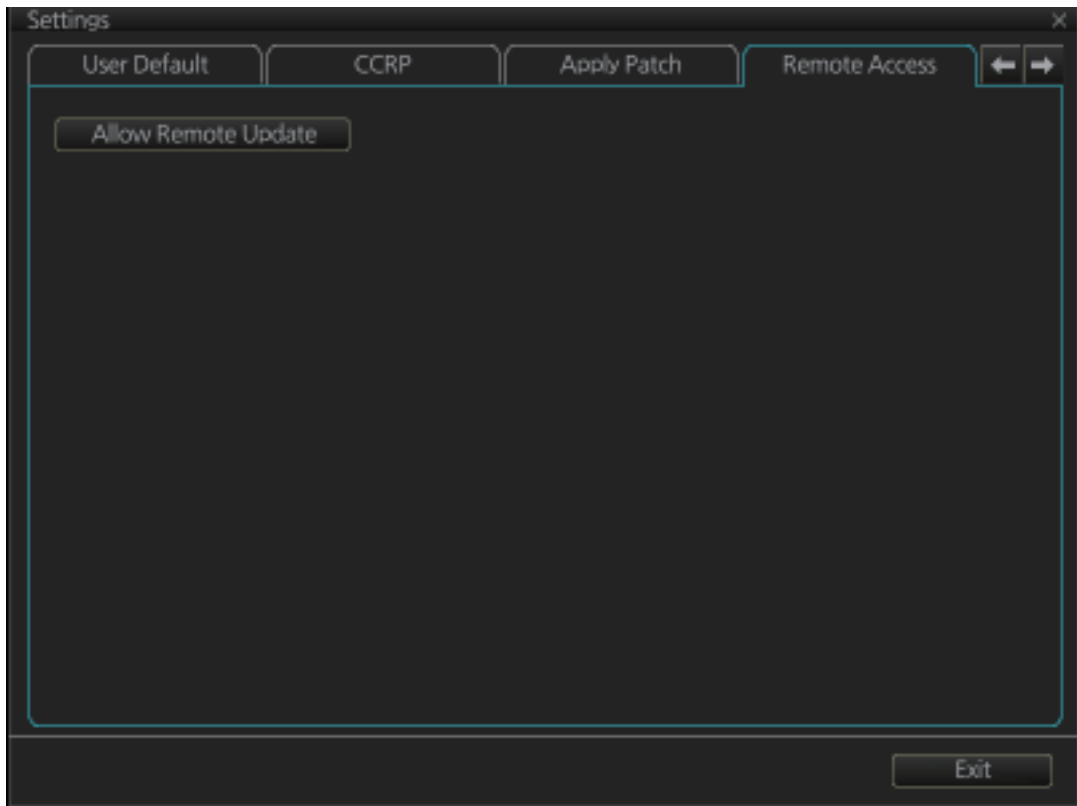 Settings
User Default CCRP Apply Patch Remote Access
Allow Remote Update
Exit